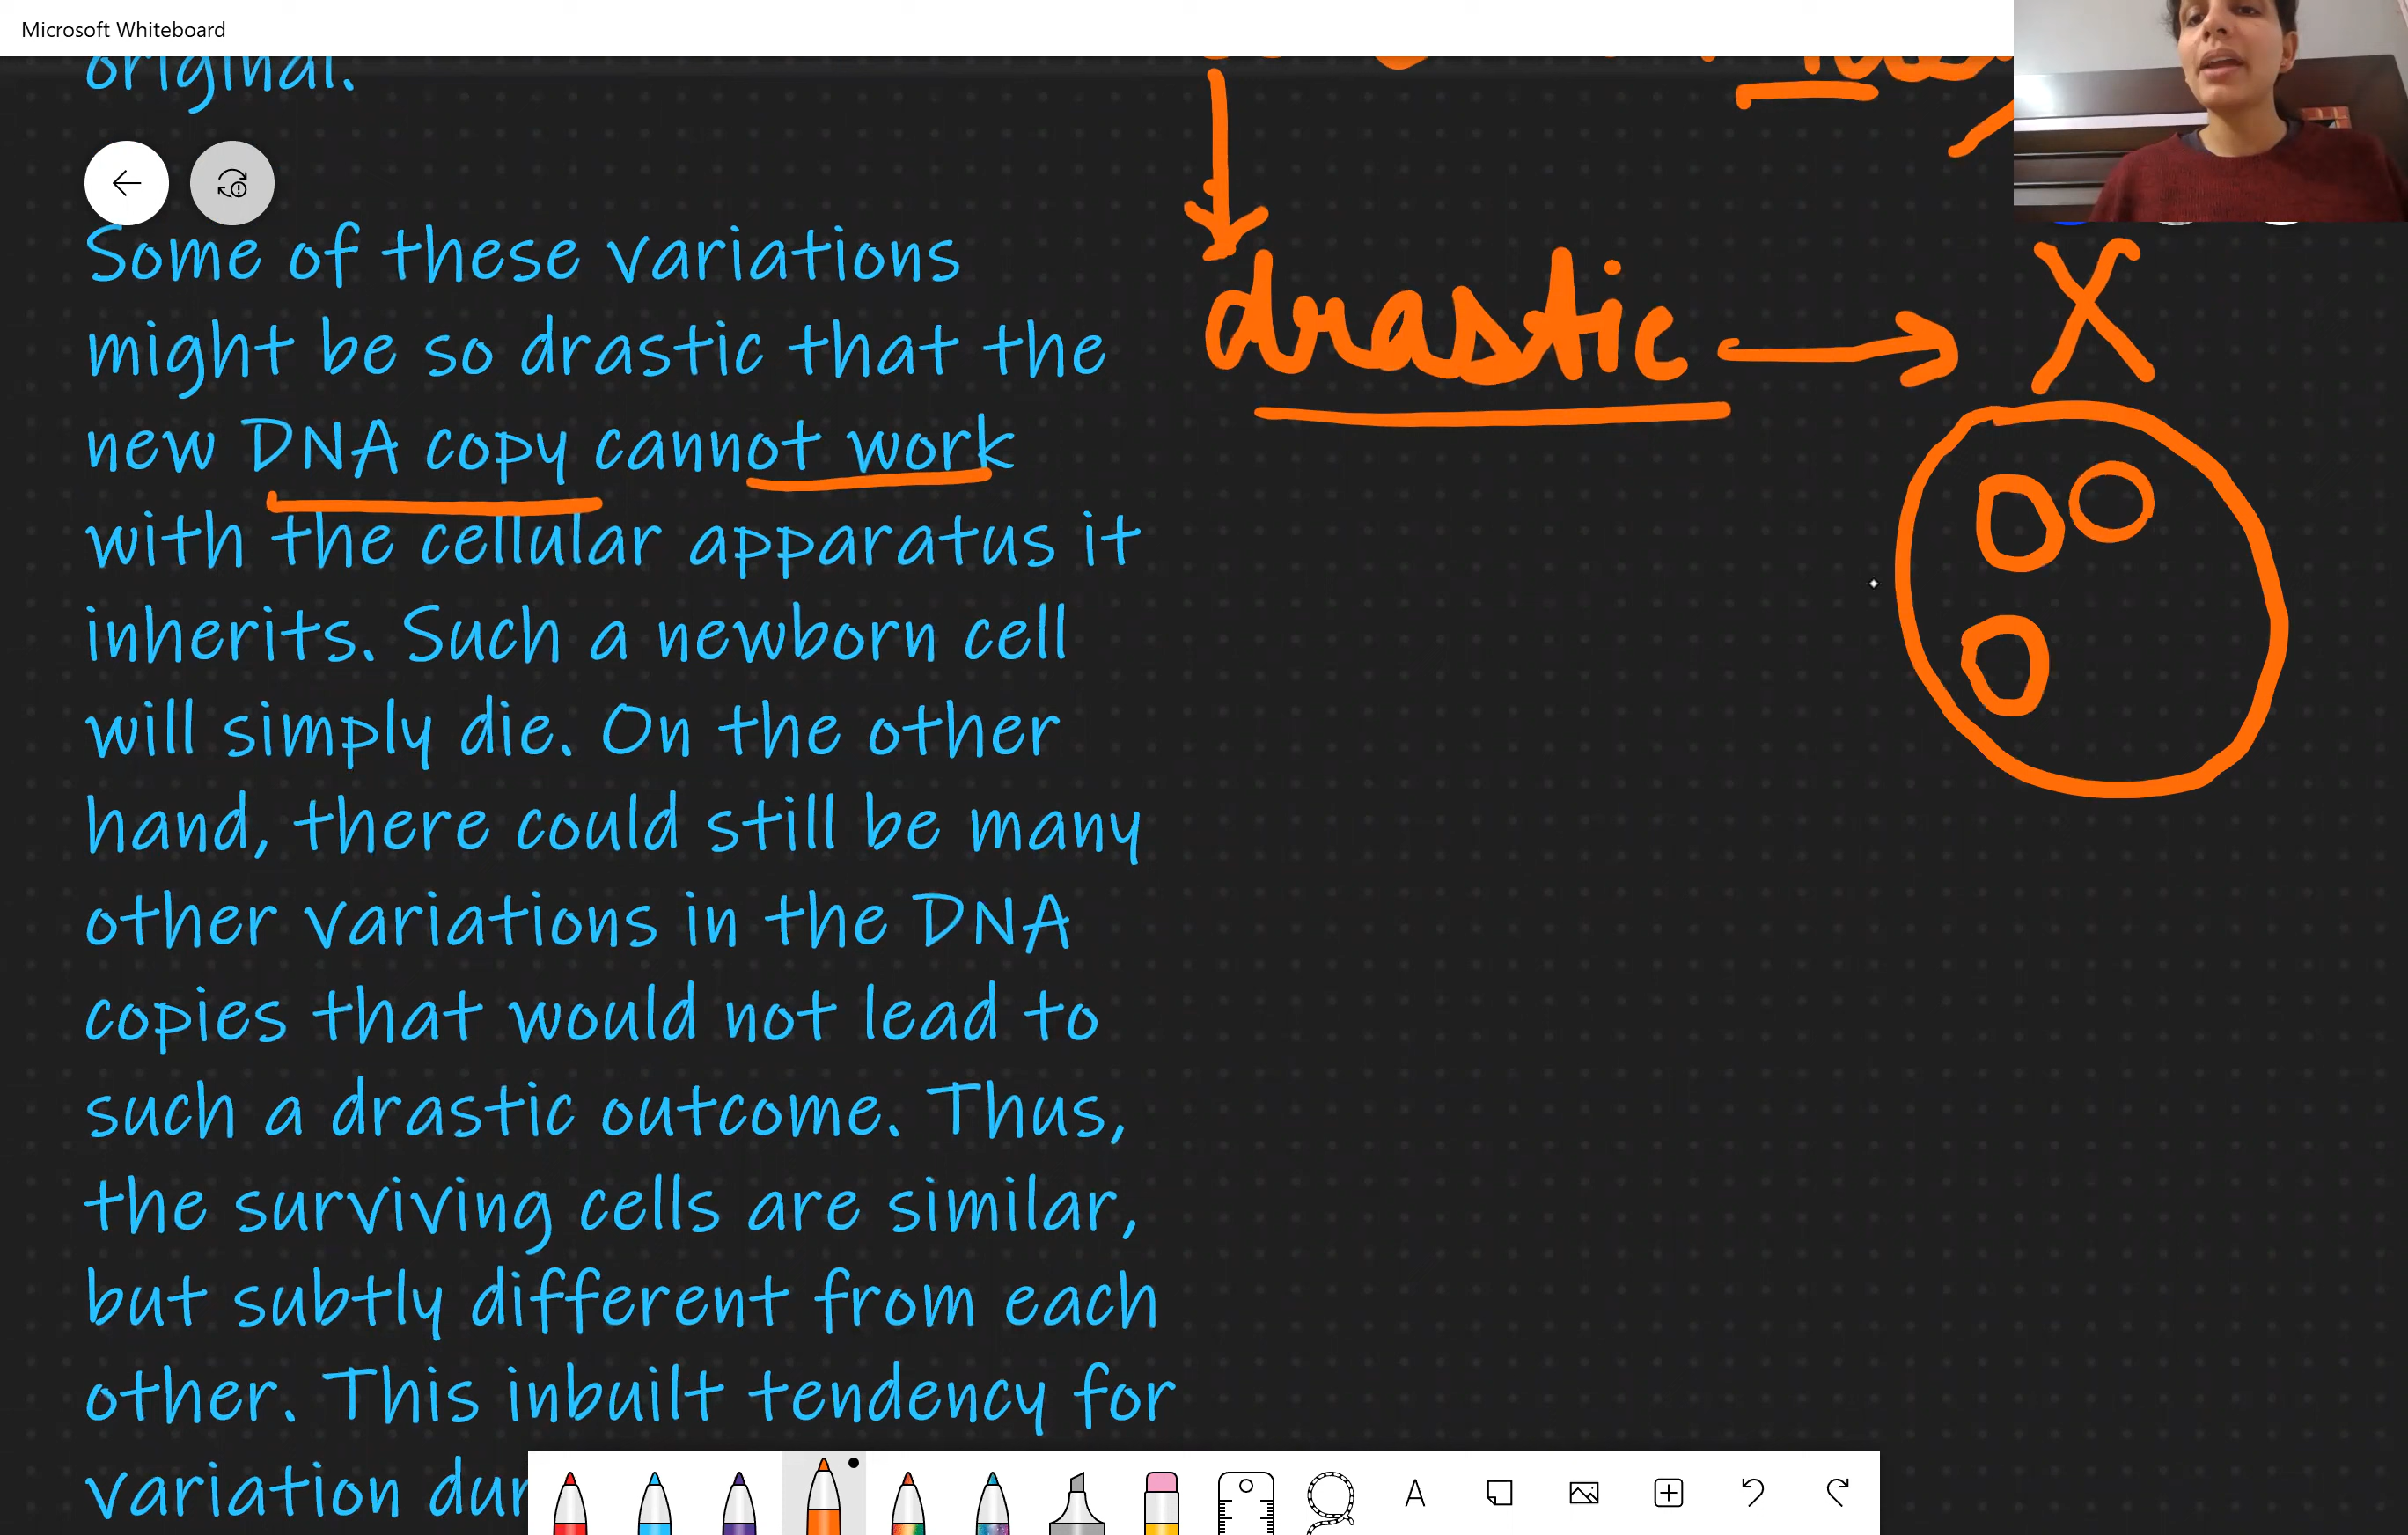 Microsoft Whiteboard
original.
Some of these variations
might be so drastic that the
new DNA copy cannot work
with the cellular apparatus it
inherits. Such a newborn cell
will simply die. On the other
hand, there could still be many
other variations in the DNA
copies that would not lead to
such a drastic outcome. Thus,
the surviving cells are similar,
but subtly different from each
other. This inbuilt tendency for
variation dur
drastic
X